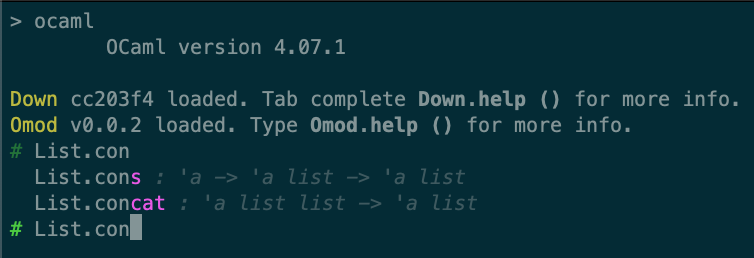 > ocaml
OCaml version 4.07.1
Down cc203f4 loaded. Tab complete Down.help () for more info.
Omod v0.0.2 loaded. Type Omod.help () for more info.
# List.con
List.cons : 'a -> 'a list -> 'a list
List.concat : 'a list list -> 'a list
# List.con